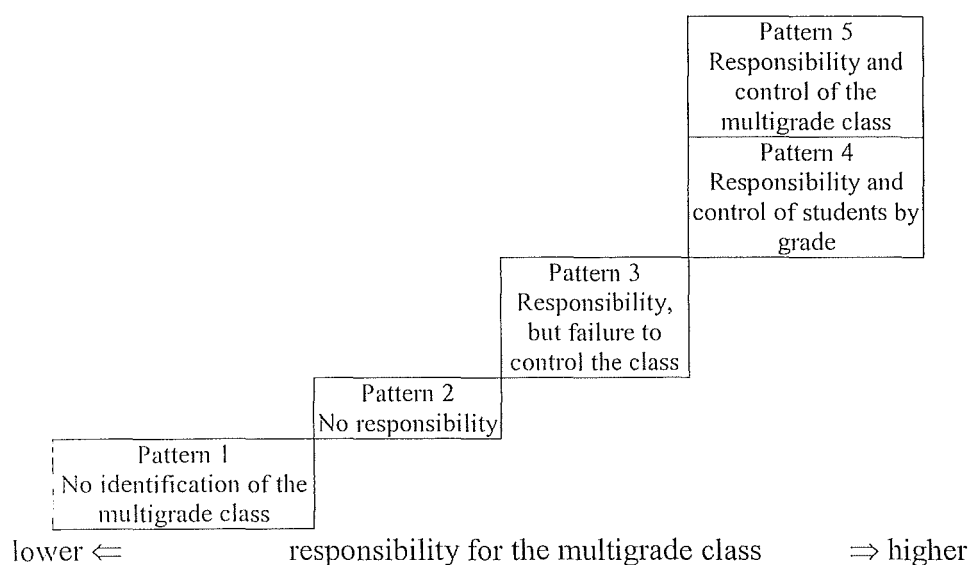 Pattern 5
Responsibility and
control of the
multigrade class
Pattern 4
Responsibility and
control of students by
grade
Pattern 3
Responsibility,
but failure to
control the class
Pattern 2
No responsibility
Pattern 1
No identification of the
multigrade class
lower ⇐ responsibility for the multigrade class ⇒ higher